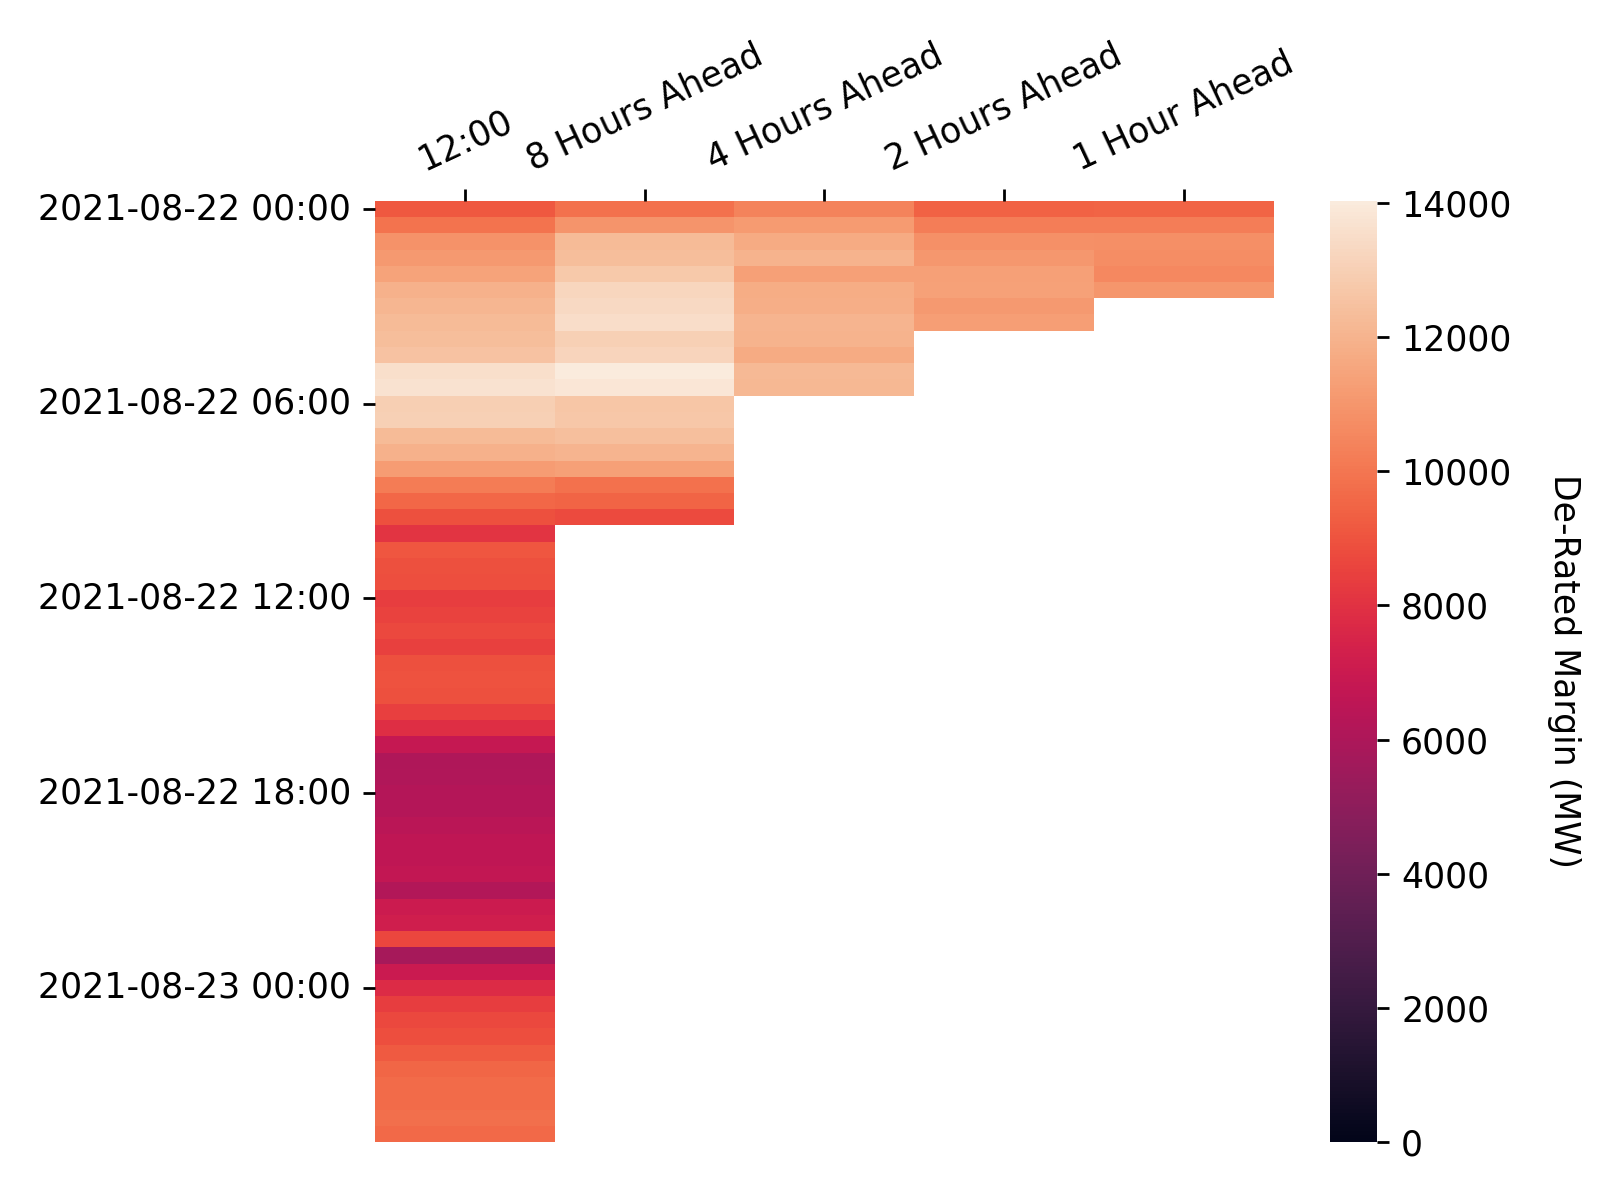 12:00
8 Hours Ahead
4 Hours Ahead
2 Hours Ahead
1 Hour Ahead
2021-08-22 00:00
2021-08-22 06:00
2021-08-22 12:00
2021-08-22 18:00
2021-08-23 00:00
14000
12000
10000
8000
6000
4000
2000
0
De-Rated Margin (MW)